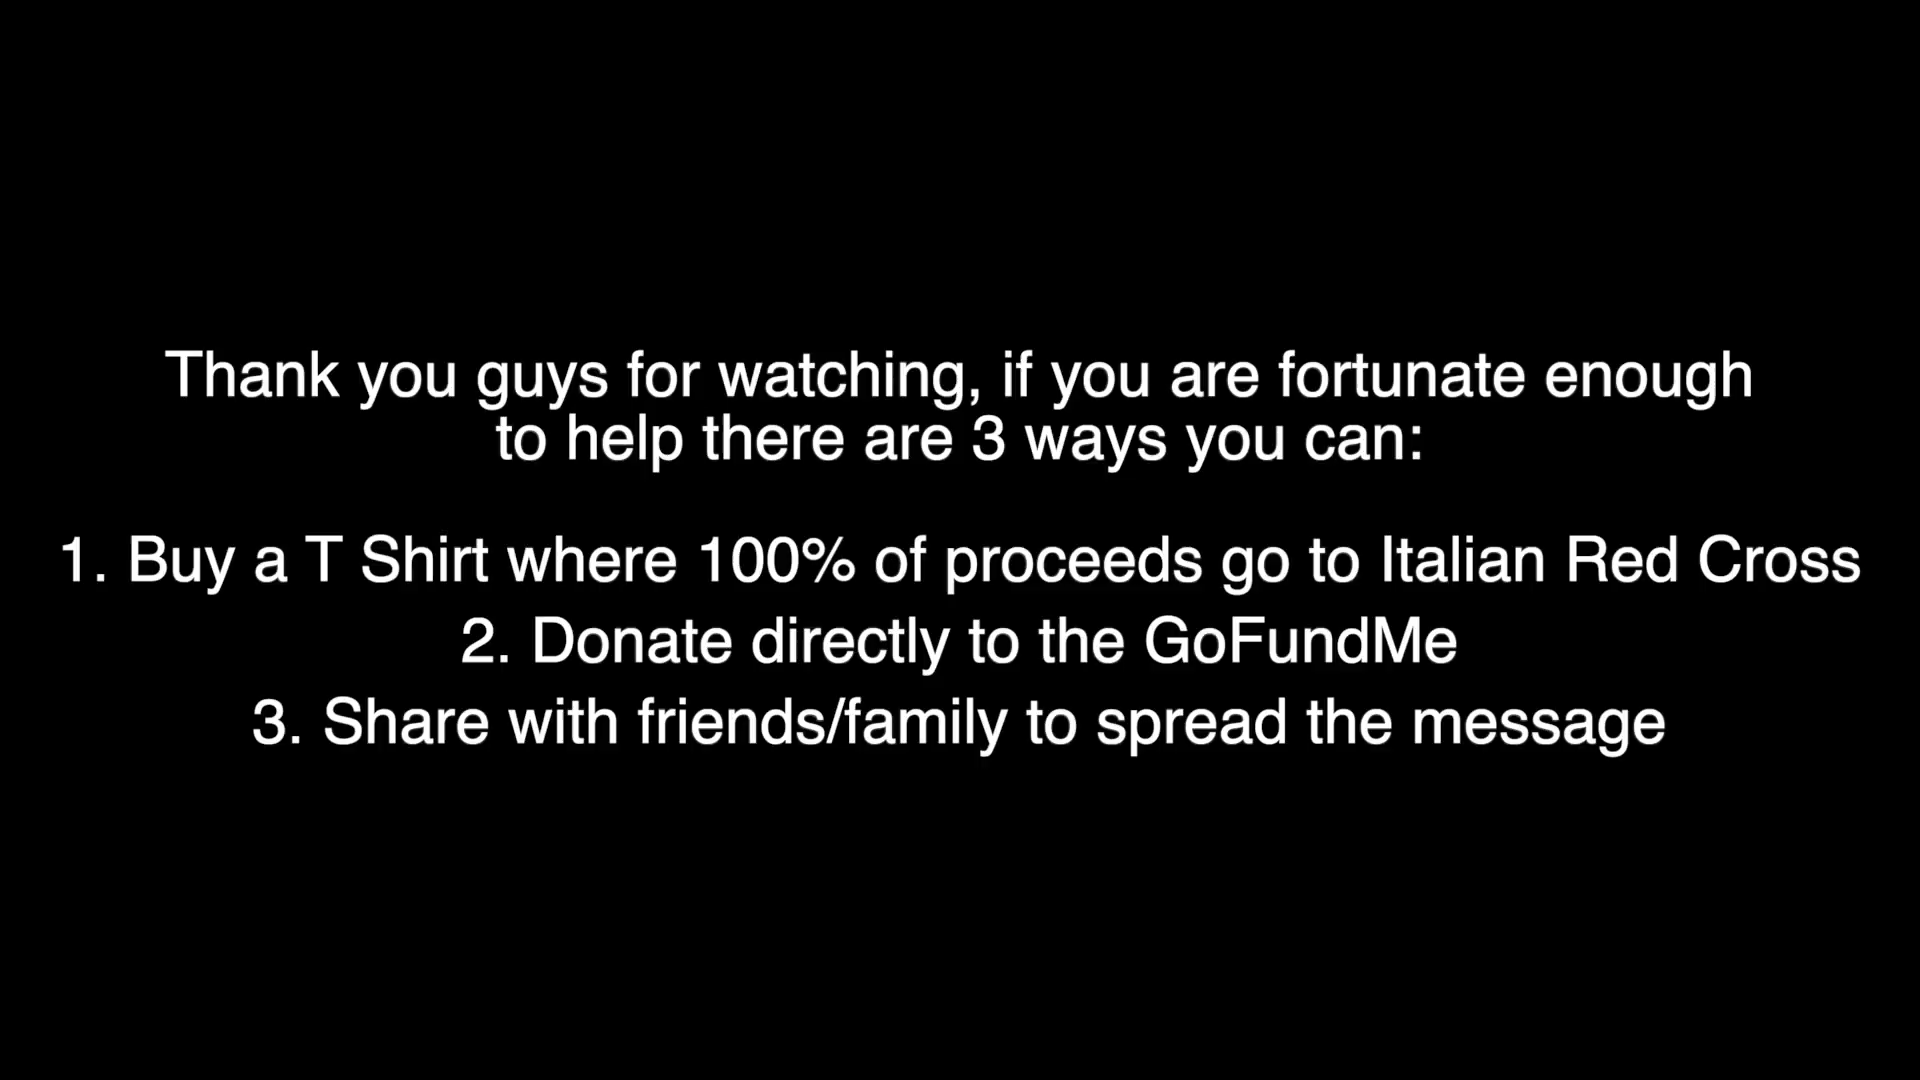 Thank you guys for watching, if you are fortunate enough
to help there are 3 ways you can:
1. Buy a T Shirt where 100% of proceeds go to Italian Red Cross
2. Donate directly to the GoFundMe
3. Share with friends/family to spread the message